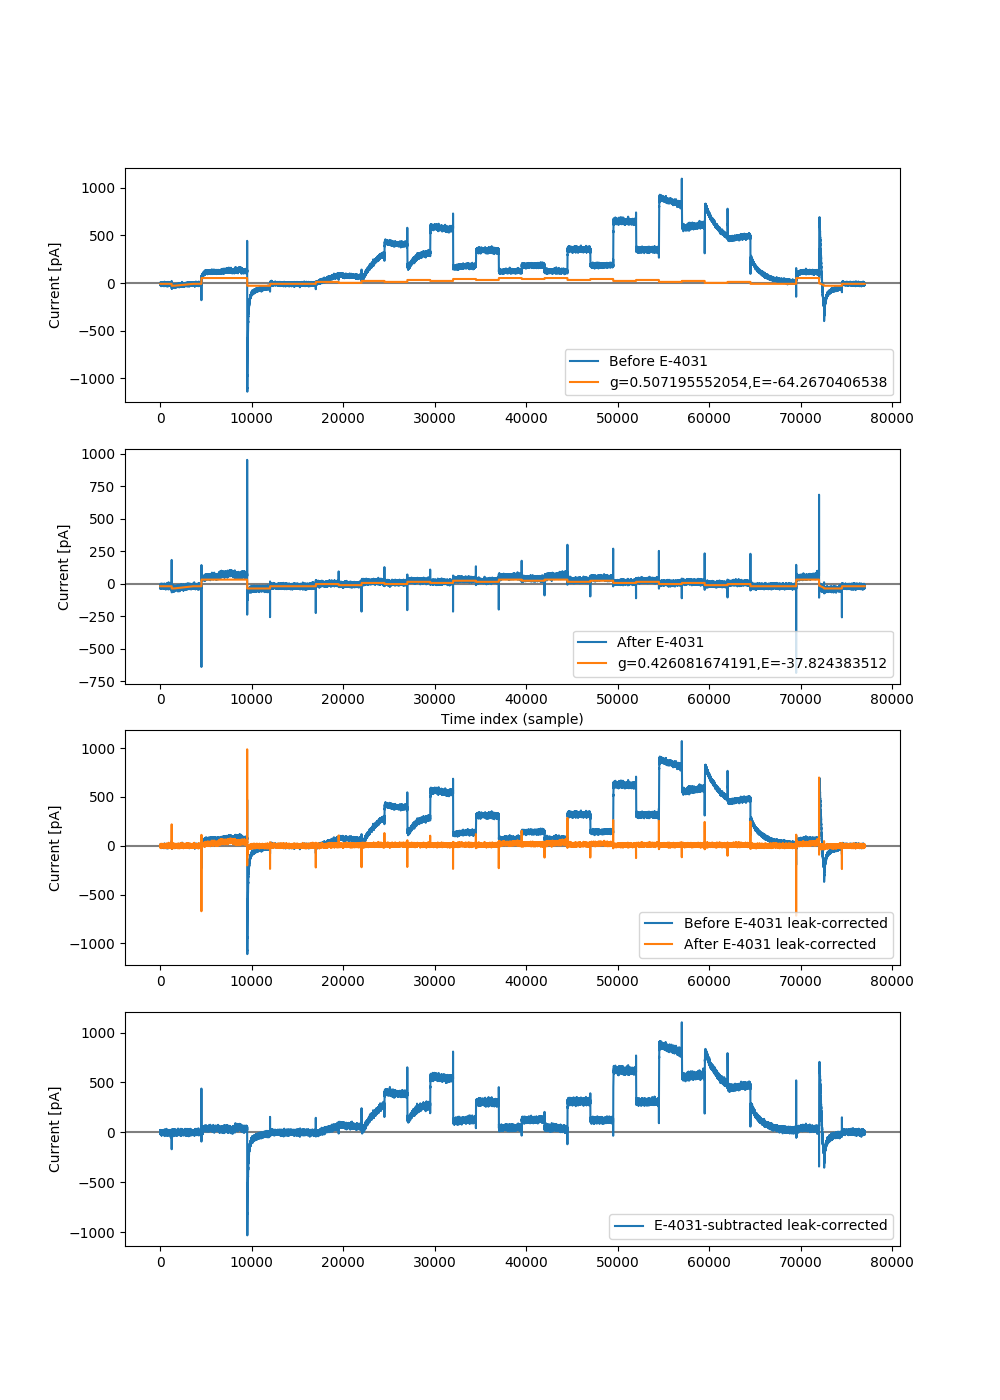 1000
500
0
−500
−1000
Current [pA]
Before E-4031
g=0.507195552054,E=-64.2670406538
0 10000 20000 30000 40000 50000 60000 70000 80000
1000
750
500
250
0
−250
−500
−750
Current [pA]
After E-4031
g=0.426081674191,E=-37.824383512
0 10000 20000 30000 40000 50000 60000 70000 80000
Time index (sample)
1000
500
0
−500
−1000
Current [pA]
Before E-4031 leak-corrected
After E-4031 leak-corrected
0 10000 20000 30000 40000 50000 60000 70000 80000
1000
500
0
−500
−1000
Current [pA]
E-4031-subtracted leak-corrected
0 10000 20000 30000 40000 50000 60000 70000 80000